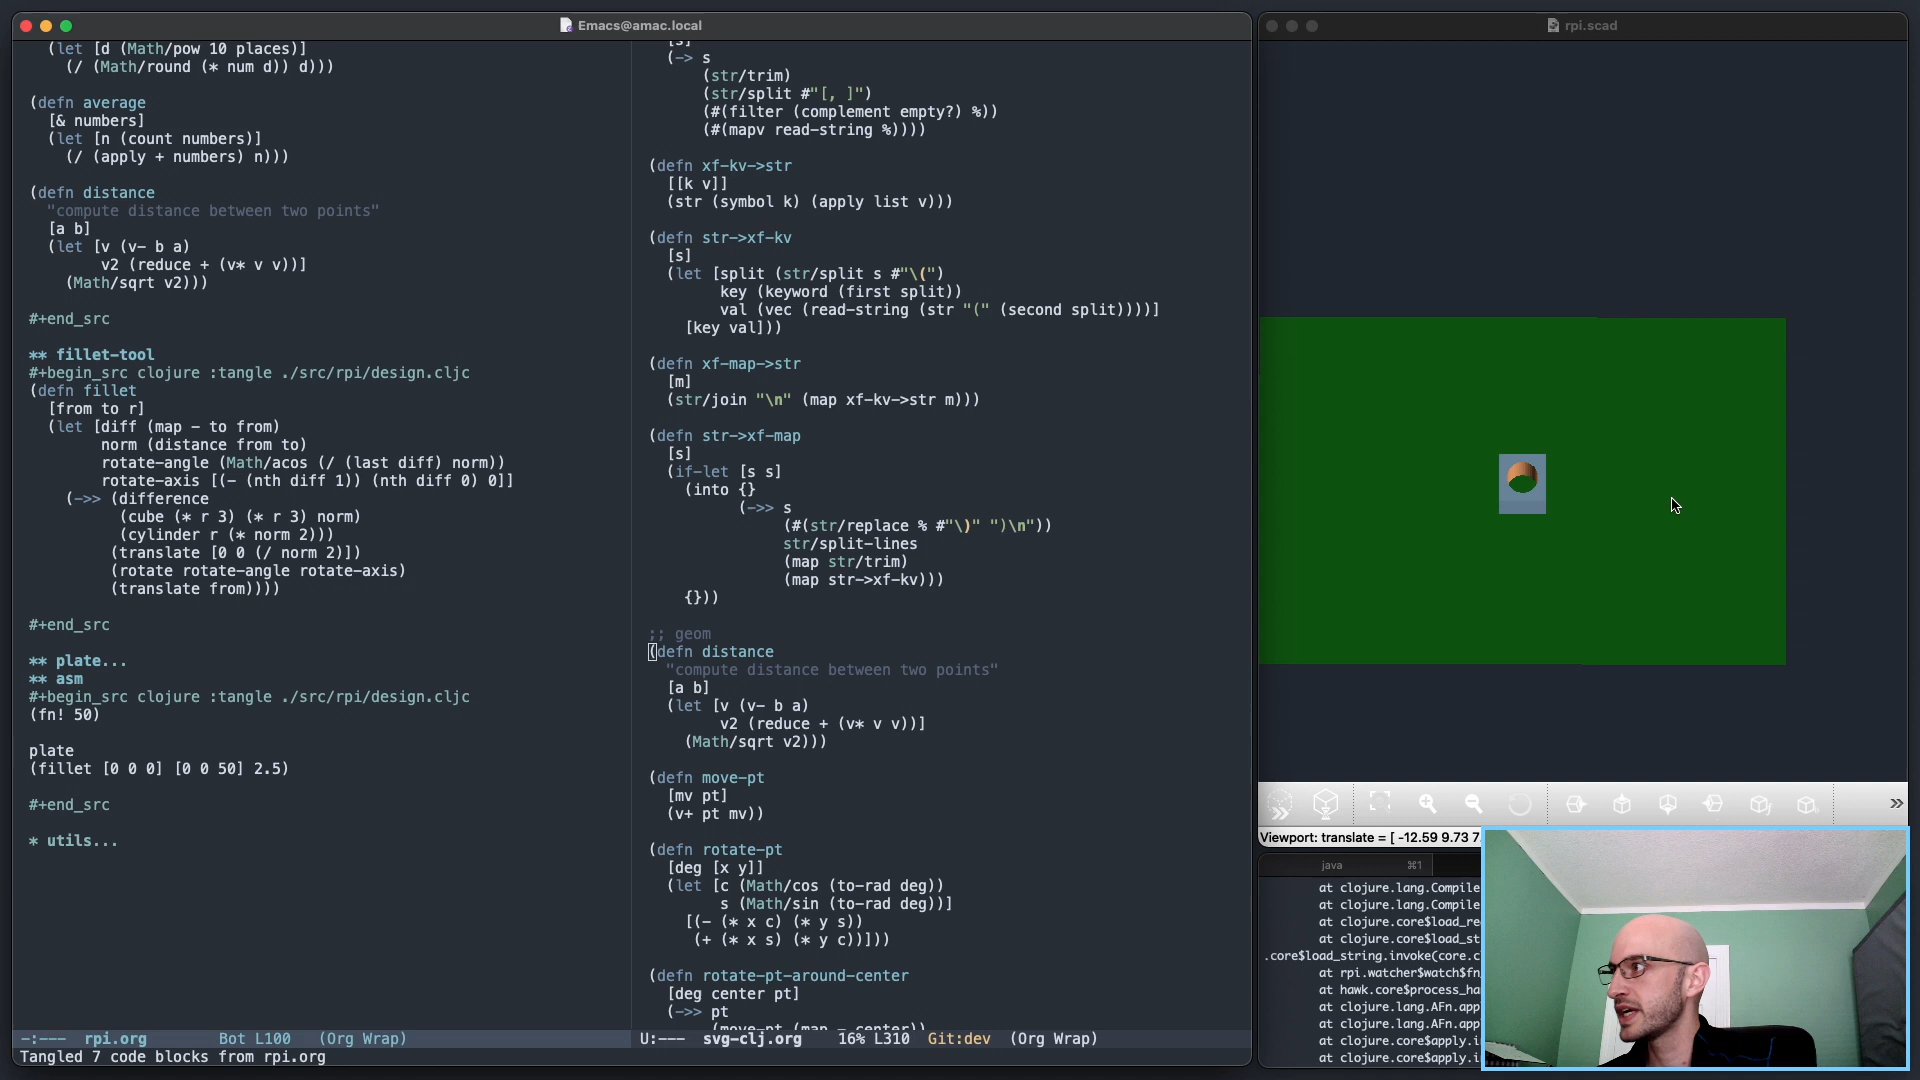 Emacs@amac.local
(let [d (Math/pow 10 places)]
(/ (Math/round (* num d)) d)))
(defn average
[& numbers]
(let [n (count numbers)]
(/ (apply + numbers) n)))
(defn distance
"compute distance between two points"
[a b]
(let [v (v- b a)
v2 (reduce + (v* v v))]
(Math/sqrt v2)))
#+end_src
** fillet-tool
#+begin_src clojure :tangle ./src/rpi/design.cljc
(defn fillet
[from to r]
(let [diff (map - to from)
norm (distance from to)
rotate-angle (Math/acos (/ (last diff) norm))
rotate-axis [(- (nth diff 1)) (nth diff 0) 0]]
(->> (difference
(cube (* r 3) (* r 3) norm)
(cylinder r (* norm 2)))
(translate [0 0 (/ norm 2)])
(rotate rotate-angle rotate-axis)
(translate from))))
#+end_src
** plate...
** asm
#+begin_src clojure :tangle ./src/rpi/design.cljc
(fn! 50)
plate
(fillet [0 0 0] [0 0 50] 2.5)
#+end_src
* utils...
-:--- rpi.org Bot L100 (Org Wrap)
Tangled 7 code blocks from rpi.org
[s]
(-> s
(str/trim)
(str/split #"[, ]")
(#(filter (complement empty?) %))
(#(mapv read-string %))))
(defn xf-kv->str
[[k v]]
(str (symbol k) (apply list v)))
(defn str->xf-kv
[s]
(let [split (str/split s #"\(")
key (keyword (first split))
val (vec (read-string (str "(" (second split))))]
[key val]))
(defn xf-map->str
[m]
(str/join "\n" (map xf-kv->str m)))
(defn str->xf-map
[s]
(if-let [s s]
(into {}
(->> s
(#(str/replace % #"\)" ")\n"))
str/split-lines
(map str/trim)
(map str->xf-kv)))
{}))
;; geom
(defn distance
"compute distance between two points"
[a b]
(let [v (v- b a)
v2 (reduce + (v* v v))]
(Math/sqrt v2)))
(defn move-pt
[mv pt]
(v+ pt mv))
(defn rotate-pt
[deg [x y]]
(let [c (Math/cos (to-rad deg))
s (Math/sin (to-rad deg))]
[(- (* x c) (* y s))
(+ (* x s) (* y c))]))
(defn rotate-pt-around-center
[deg center pt]
(->> pt
(move-pt (map - center))
U:--- svg-clj.org 16% L310 Git:dev (Org Wrap)
rpi.scad
Viewport: translate = [ -12.59 9.73 7
java ⌘1
at clojure.lang.Compile
at clojure.lang.Compile
at clojure.core$load_re
at clojure.core$load_st
.core$load_string.invoke(core.c
at rpi.watcher$watch$fn
at hawk.core$process_ha
at clojure.lang.AFn.app
at clojure.lang.AFn.app
at clojure.core$apply.i
at clojure.core$apply.i